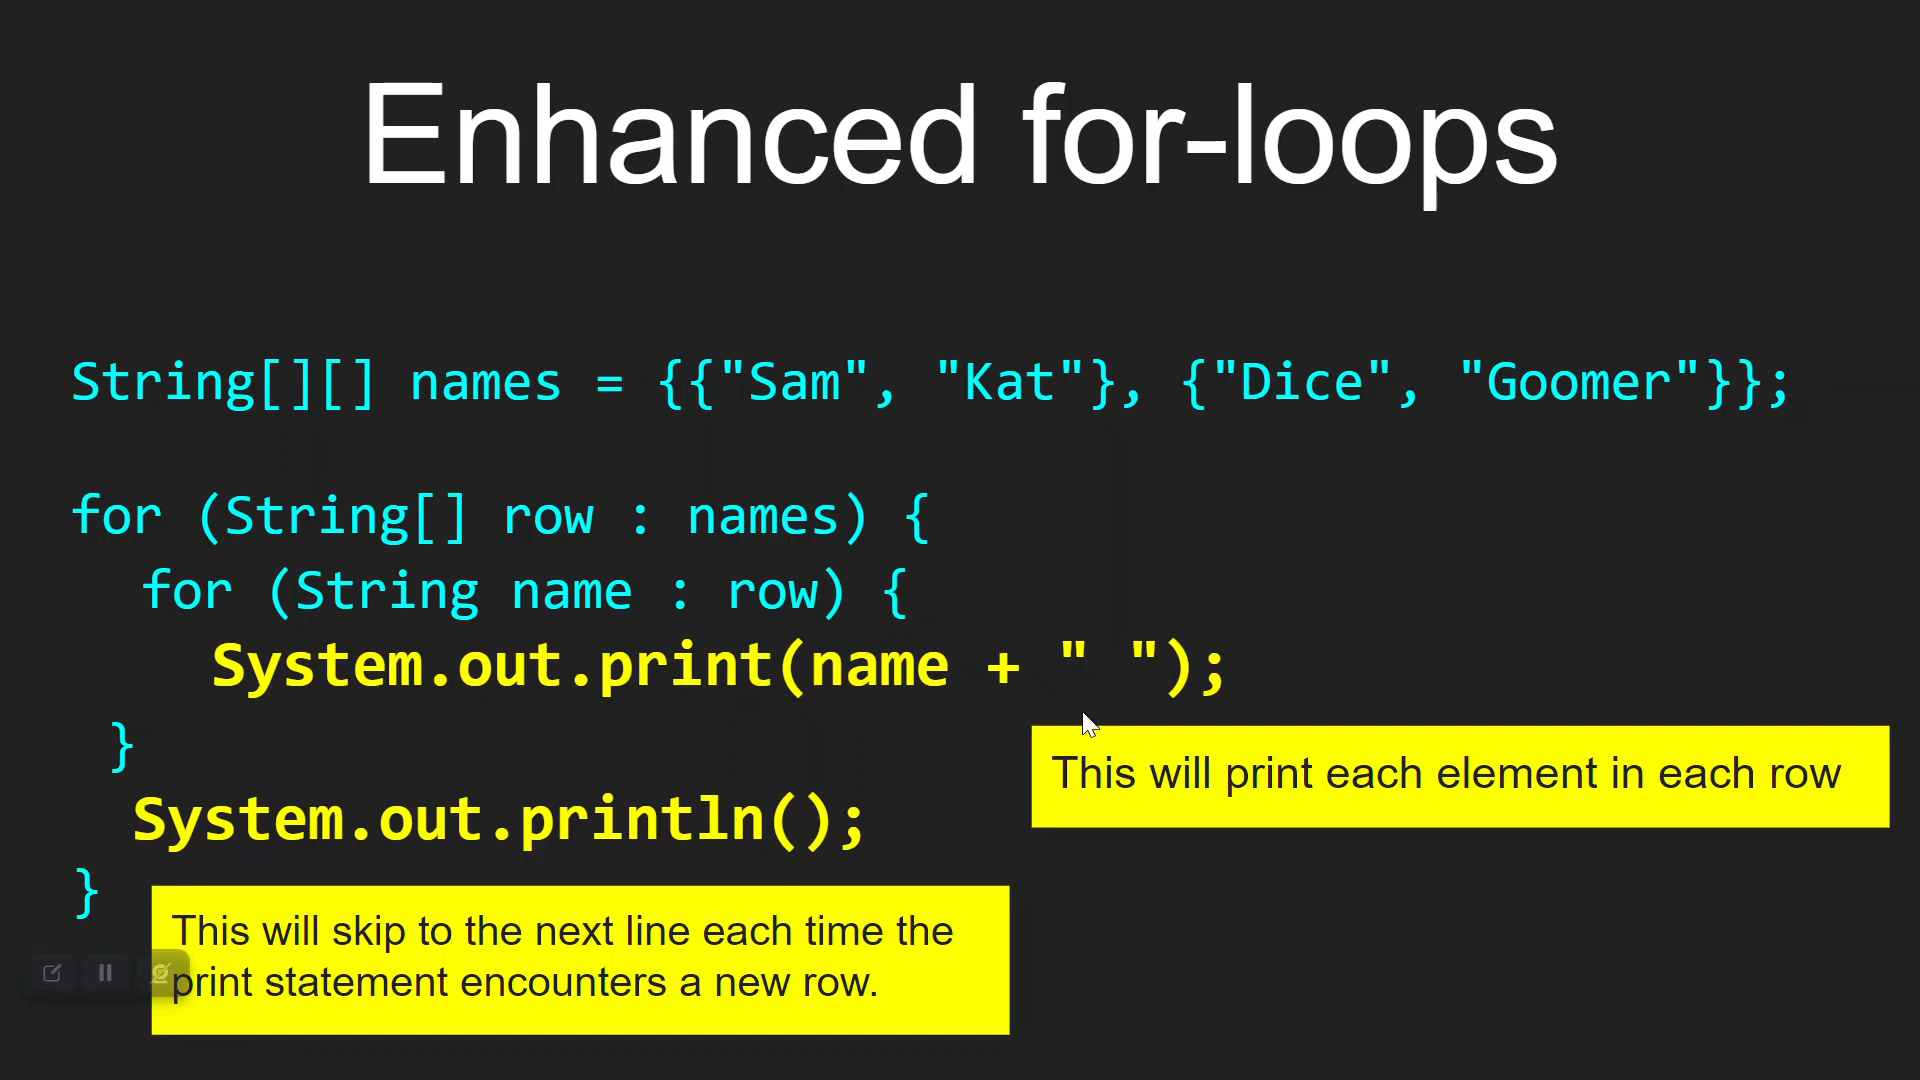 Enhanced for-loops
String[][] names = {{"Sam", "Kat"}, {"Dice", "Goomer"}};
for (String[] row : names) {
for (String name : row) {
System.out.print(name + " ");
}
This will print each element in each row
System.out.println();
}
This will skip to the next line each time the
print statement encounters a new row.